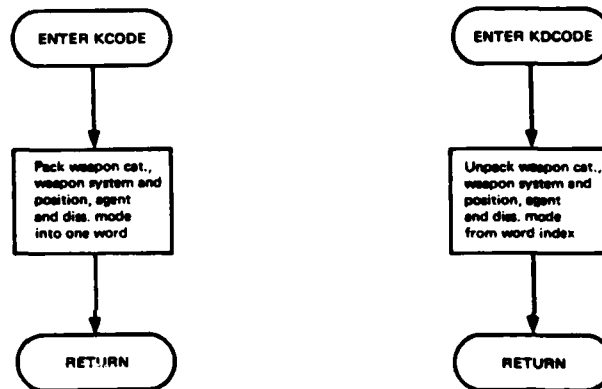 ENTER KCODE
Pack weapon cat.,
weapon system and
position, agent
and diss. mode
into one word
RETURN
ENTER KDCODE
Unpack weapon cat.,
weapon system and
position, agent
and diss. mode
from word index
RETURN